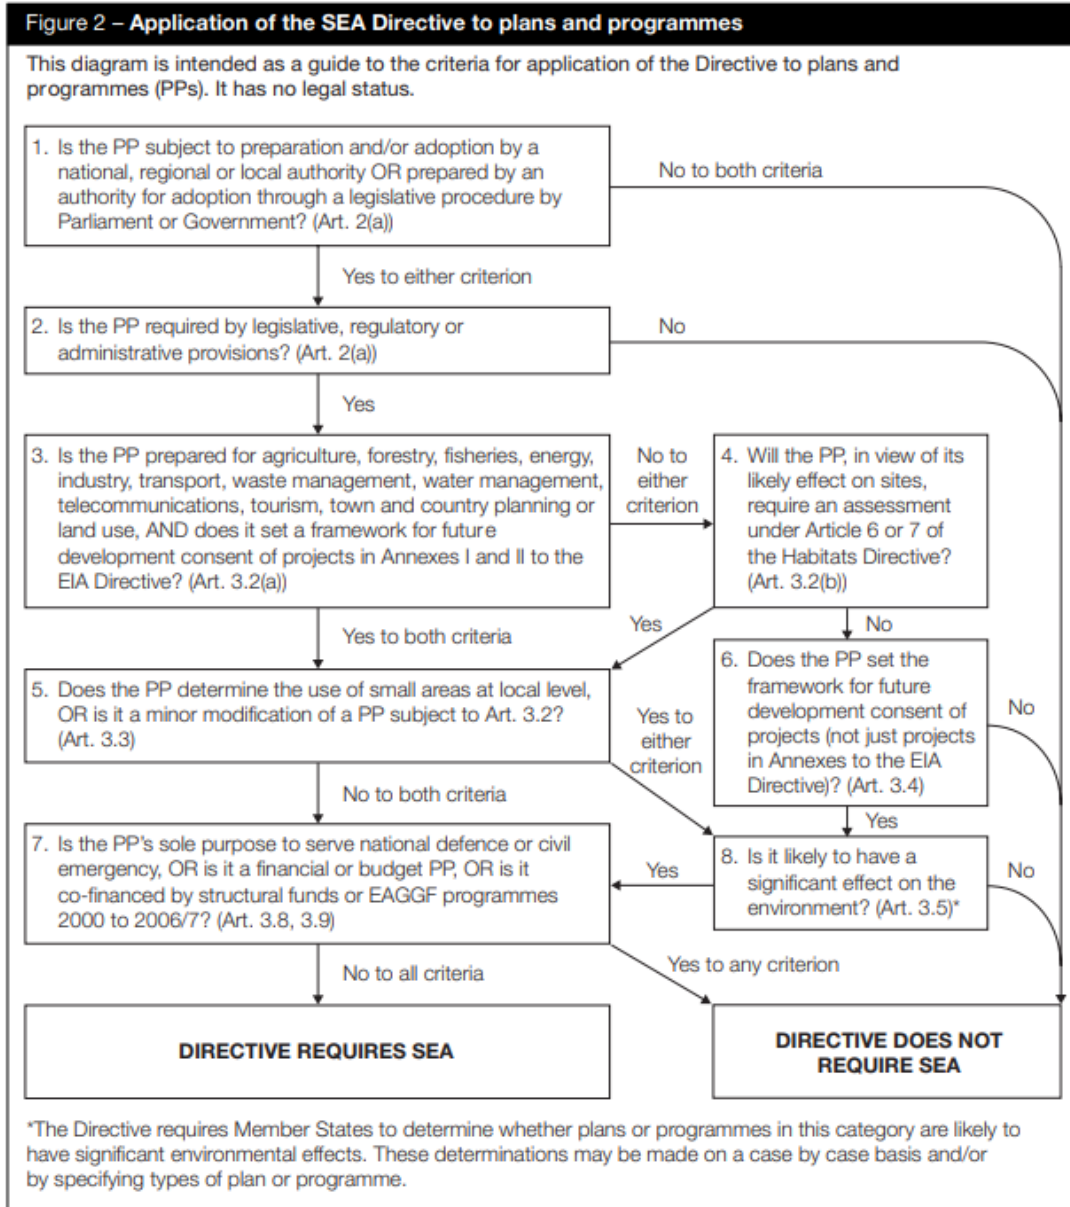 Figure 2 – Application of the SEA Directive to plans and programmes
This diagram is intended as a guide to the criteria for application of the Directive to plans and
programmes (PPs). It has no legal status.
1. Is the PP subject to preparation and/or adoption by a
national, regional or local authority OR prepared by an
authority for adoption through a legislative procedure by
Parliament or Government? (Art. 2(a))
No to both criteria
Yes to either criterion
2. Is the PP required by legislative, regulatory or
administrative provisions? (Art. 2(a))
No
Yes
3. Is the PP prepared for agriculture, forestry, fisheries, energy,
industry, transport, waste management, water management,
telecommunications, tourism, town and country planning or
land use, AND does it set a framework for future
development consent of projects in Annexes I and II to the
EIA Directive? (Art. 3.2(a))
No to
either
criterion
4. Will the PP, in view of its
likely effect on sites,
require an assessment
under Article 6 or 7 of
the Habitats Directive?
(Art. 3.2(b))
Yes to both criteria
Yes
No
5. Does the PP determine the use of small areas at local level,
OR is it a minor modification of a PP subject to Art. 3.2?
(Art. 3.3)
Yes to
either
criterion
6. Does the PP set the
framework for future
development consent of
projects (not just projects
in Annexes to the EIA
Directive)? (Art. 3.4)
No
No to both criteria
Yes
7. Is the PP's sole purpose to serve national defence or civil
emergency, OR is it a financial or budget PP, OR is it
co-financed by structural funds or EAGGF programmes
2000 to 2006/7? (Art. 3.8, 3.9)
Yes
8. Is it likely to have a
significant effect on the
environment? (Art. 3.5)*
No
No to all criteria
Yes to any criterion
DIRECTIVE REQUIRES SEA
DIRECTIVE DOES NOT
REQUIRE SEA
*The Directive requires Member States to determine whether plans or programmes in this category are likely to
have significant environmental effects. These determinations may be made on a case by case basis and/or
by specifying types of plan or programme.